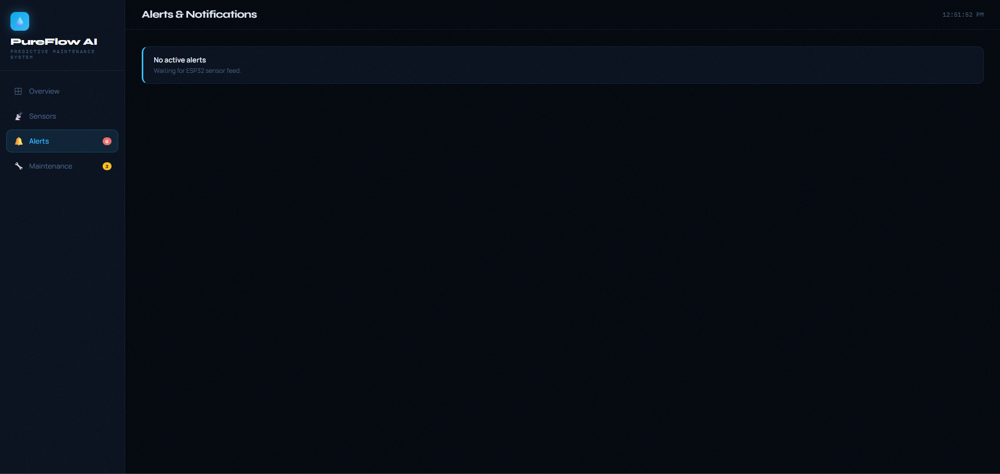 PureFlow AI
PREDICTIVE MAINTENANCE
SYSTEM
Overview
Sensors
Alerts
0
Maintenance
3
Alerts & Notifications
12:51:52 PM
No active alerts
Waiting for ESP32 sensor feed.